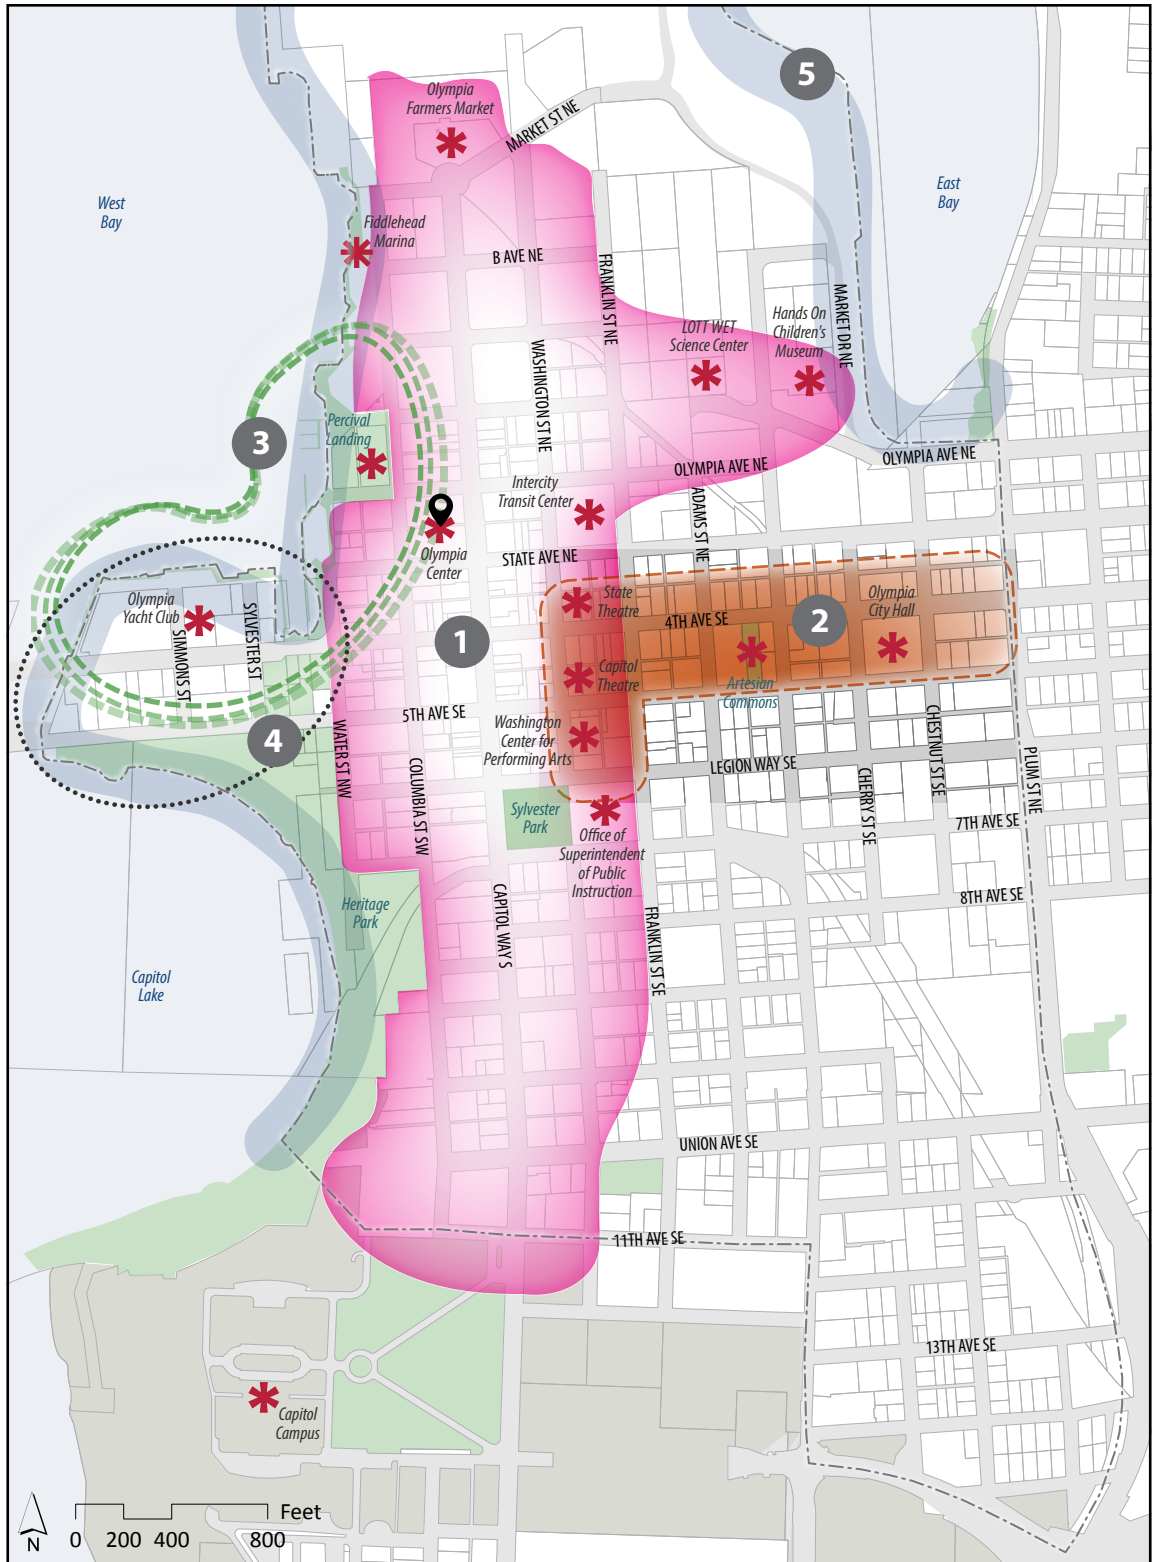 5
Olympia
Farmers Market
MARKET ST NE
West
Bay
East
Bay
Fiddlehead
Marina
B AVE NE
FRANKLIN ST NE
MARKET DR NE
LOTT WET
Science Center
Hands On
Children's
Museum
WASHINGTON ST NE
3
Percival
Landing
OLYMPIA AVE NE
OLYMPIA AVE NE
Intercity
Transit Center
ADAMS ST NE
Olympia
Center
STATE AVE NE
State
Theatre
Olympia
City Hall
4TH AVE SE
2
Olympia
Yacht Club
SIMMONS ST
SYLVESTER ST
1
Capitol
Theatre
Artesian
Commons
4
WATER ST NW
5TH AVE SE
Washington
Center for
Performing Arts
CHESTNUT ST SE
LEGION WAY SE
PLUM ST NE
COLUMBIA ST SW
CHERRY ST SE
Sylvester
Park
7TH AVE SE
Office of
Superintendent
of Public
Instruction
Heritage
Park
CAPITOL WAY S
8TH AVE SE
FRANKLIN ST SE
Capitol
Lake
UNION AVE SE
11TH AVE SE
13TH AVE SE
Capitol
Campus
N
Feet
0 200 400 800